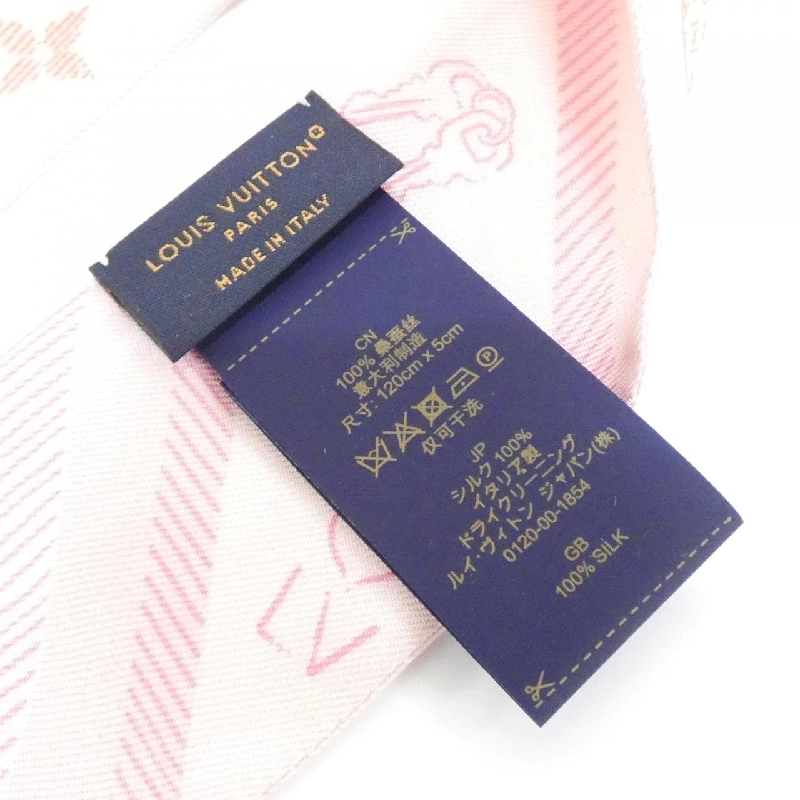 LOUIS VUITTON®
PARIS
MADE IN ITALY
CN
100% 桑蚕丝
意大利制造
尺寸: 120cm x 5cm
P
仅可干洗
JP
シルク 100%
イタリア製
ドライクリーニング
ルイ・ヴィトン ジャパン(株)
0120-00-1854
GB
100% SILK
LV